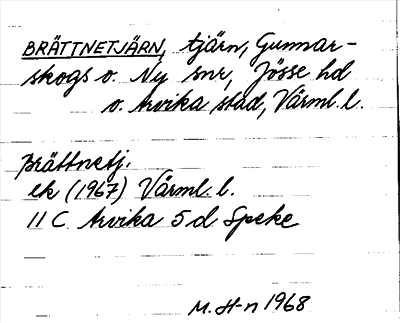 BRÄTTNETJÄRN, tjärn, Gunnar-
skogs o. Ny snr, Jösse hd
o. Arvika stad, Värml. l.
Brättnetj.
ek (1967) Värml. l.
11 C Arvika 5 d Speke
M. H-n 1968